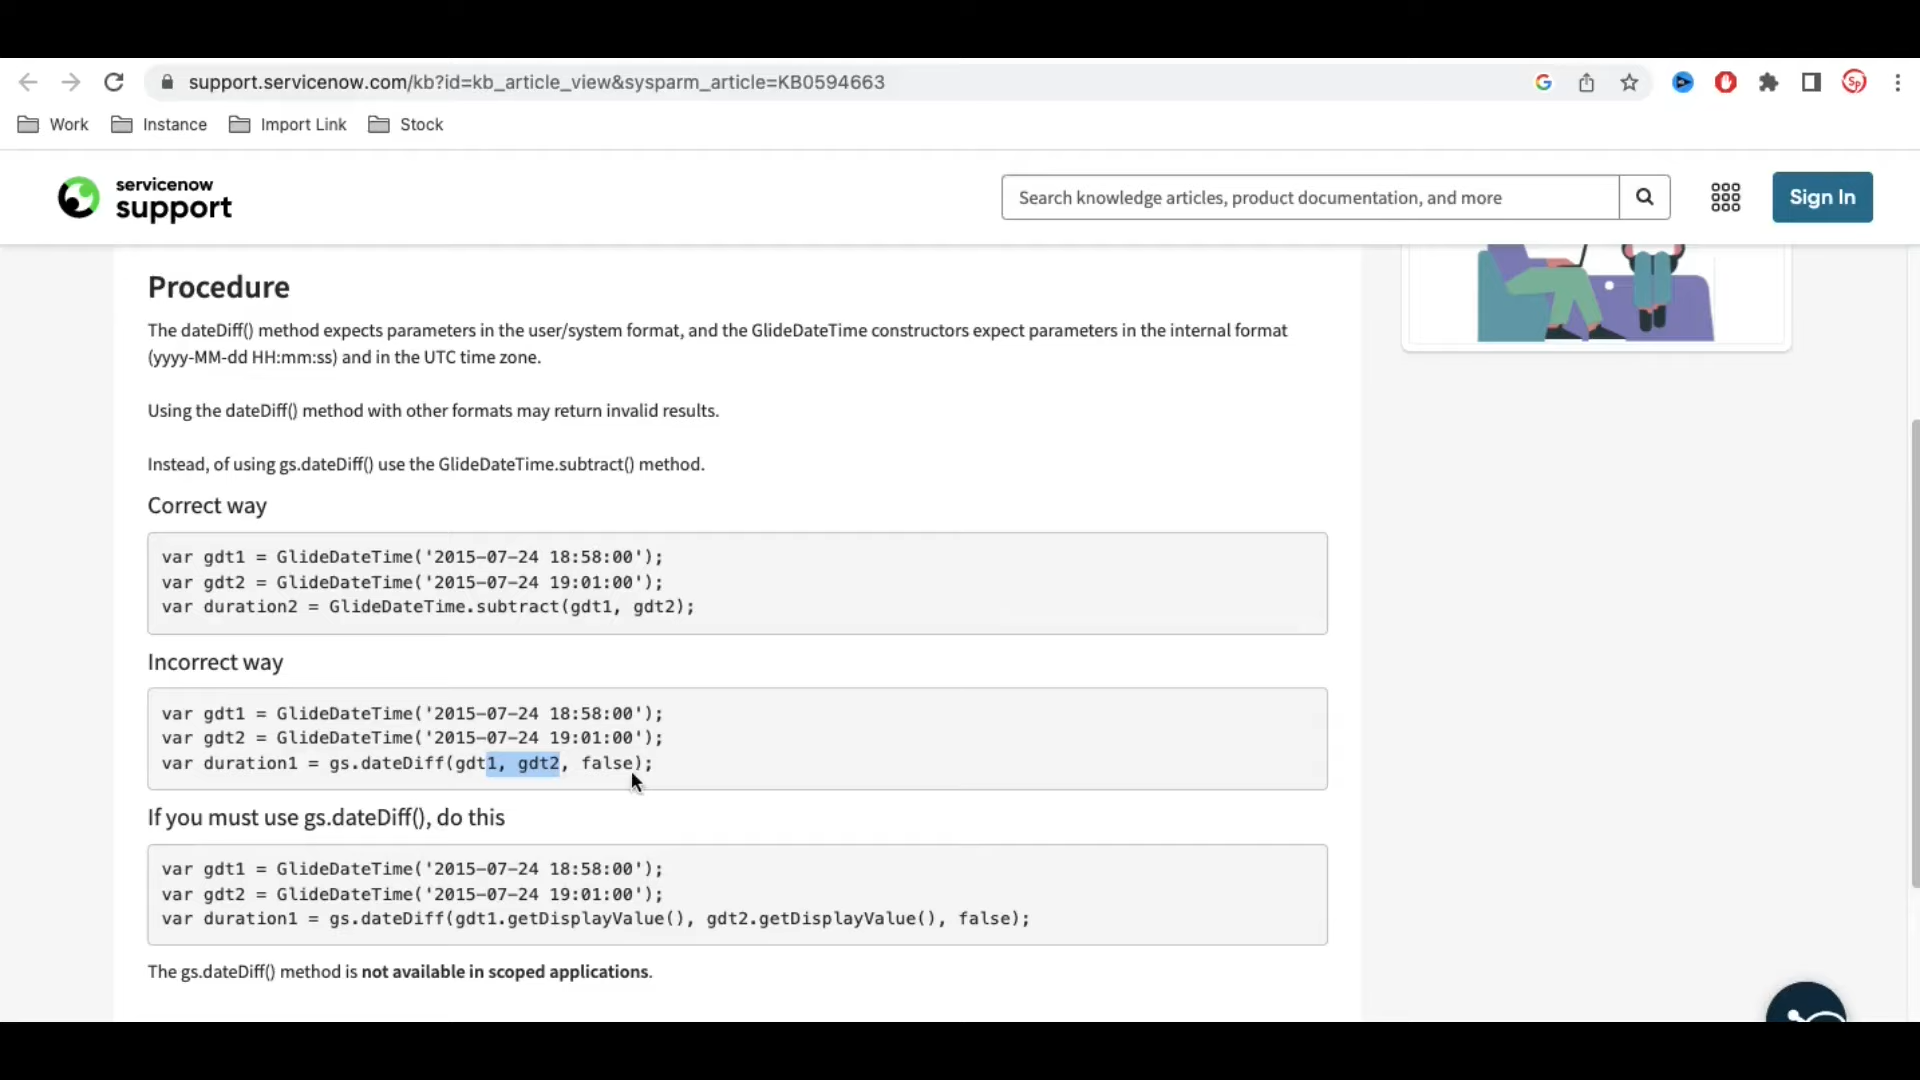 support.servicenow.com/kb?id=kb_article_view&sysparm_article=KB0594663
Work Instance Import Link Stock
servicenow
support
Search knowledge articles, product documentation, and more
Sign In
Procedure
The dateDiff() method expects parameters in the user/system format, and the GlideDateTime constructors expect parameters in the internal format
(yyyy-MM-dd HH:mm:ss) and in the UTC time zone.
Using the dateDiff() method with other formats may return invalid results.
Instead, of using gs.dateDiff() use the GlideDateTime.subtract() method.
Correct way
var gdt1 = GlideDateTime('2015-07-24 18:58:00');
var gdt2 = GlideDateTime('2015-07-24 19:01:00');
var duration2 = GlideDateTime.subtract(gdt1, gdt2);
Incorrect way
var gdt1 = GlideDateTime('2015-07-24 18:58:00');
var gdt2 = GlideDateTime('2015-07-24 19:01:00');
var duration1 = gs.dateDiff(gdt1, gdt2, false);
If you must use gs.dateDiff(), do this
var gdt1 = GlideDateTime('2015-07-24 18:58:00');
var gdt2 = GlideDateTime('2015-07-24 19:01:00');
var duration1 = gs.dateDiff(gdt1.getDisplayValue(), gdt2.getDisplayValue(), false);
The gs.dateDiff() method is not available in scoped applications.